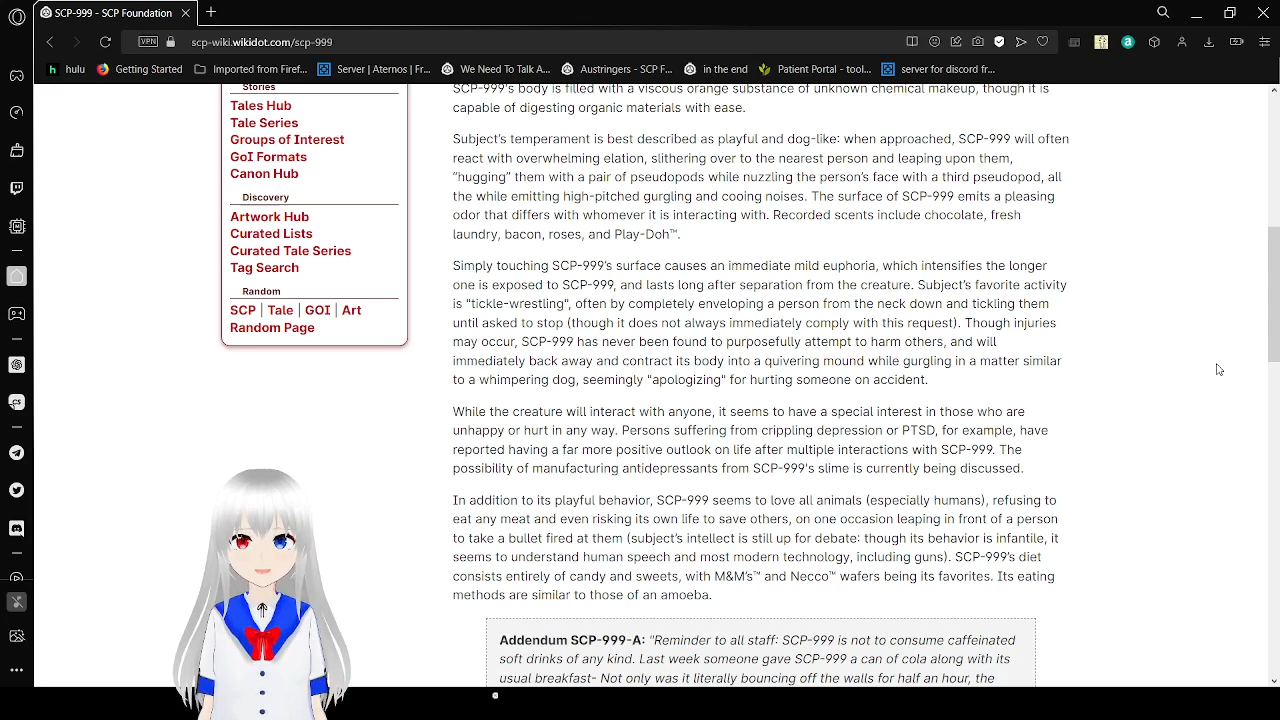 SCP-999 - SCP Foundation
VPN
scp-wiki.wikidot.com/scp-999
hulu
Getting Started
Imported from Firef...
Server | Aternos | Fr...
We Need To Talk A...
Austringers - SCP F...
in the end
Patient Portal - tool...
server for discord fr...
Stories
Tales Hub
Tale Series
Groups of Interest
GoI Formats
Canon Hub
Discovery
Artwork Hub
Curated Lists
Curated Tale Series
Tag Search
Random
SCP | Tale | GOI | Art
Random Page
SCP-999's body is filled with a viscous orange substance of unknown chemical makeup, though it is
capable of digesting organic materials with ease.
Subject's temperament is best described as playful and dog-like: when approached, SCP-999 will often
react with overwhelming elation, slithering over to the nearest person and leaping upon them,
“hugging” them with a pair of pseudopods while nuzzling the person's face with a third pseudopod, all
the while emitting high-pitched gurgling and cooing noises. The surface of SCP-999 emits a pleasing
odor that differs with whomever it is interacting with. Recorded scents include chocolate, fresh
laundry, bacon, roses, and Play-Doh™.
Simply touching SCP-999's surface causes an immediate mild euphoria, which intensifies the longer
one is exposed to SCP-999, and lasts long after separation from the creature. Subject's favorite activity
is "tickle-wrestling", often by completely enveloping a person from the neck down and tickling them
until asked to stop (though it does not always immediately comply with this request). Though injuries
may occur, SCP-999 has never been found to purposefully attempt to harm others, and will
immediately back away and contract its body into a quivering mound while gurgling in a matter similar
to a whimpering dog, seemingly "apologizing" for hurting someone on accident.
While the creature will interact with anyone, it seems to have a special interest in those who are
unhappy or hurt in any way. Persons suffering from crippling depression or PTSD, for example, have
reported having a far more positive outlook on life after multiple interactions with SCP-999. The
possibility of manufacturing antidepressants from SCP-999's slime is currently being discussed.
In addition to its playful behavior, SCP-999 seems to love all animals (especially humans), refusing to
eat any meat and even risking its own life to save others, on one occasion leaping in front of a person
to take a bullet fired at them (subject's intellect is still up for debate: though its behavior is infantile, it
seems to understand human speech and most modern technology, including guns). SCP-999's diet
consists entirely of candy and sweets, with M&M's™ and Necco™ wafers being its favorites. Its eating
methods are similar to those of an amoeba.
Addendum SCP-999-A: "Reminder to all staff: SCP-999 is not to consume caffeinated
soft drinks of any kind. Last week someone gave SCP-999 a can of cola along with its
usual breakfast- Not only was it literally bouncing off the walls for half an hour, the